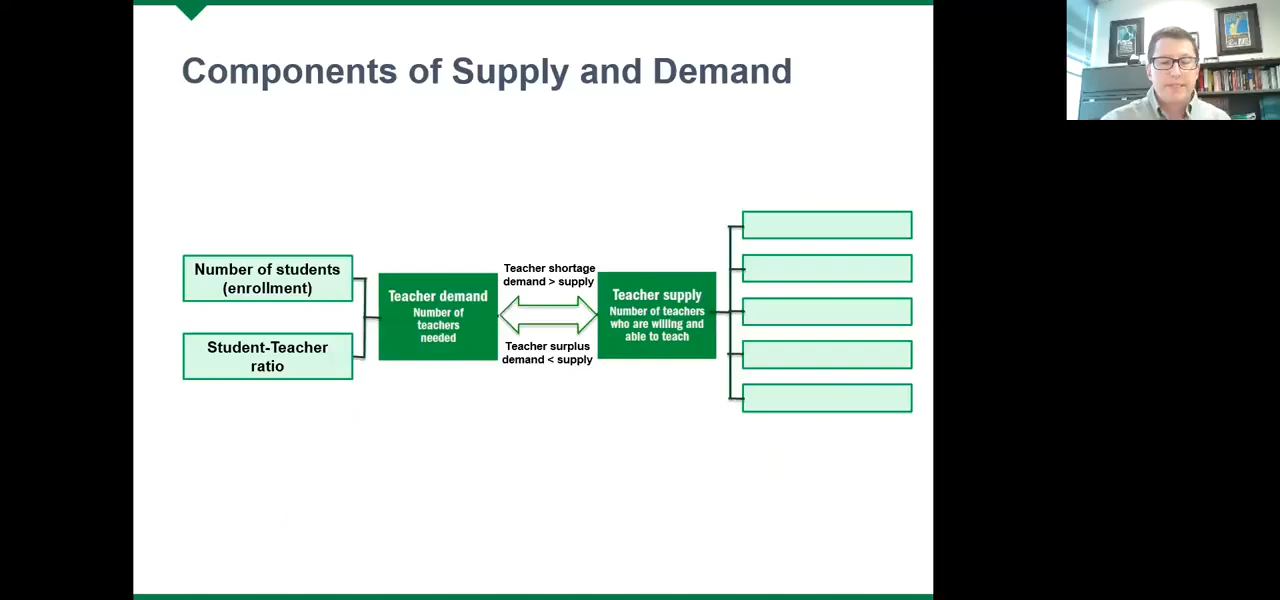 Components of Supply and Demand
Number of students
(enrollment)
Student-Teacher
ratio
Teacher demand
Number of
teachers
needed
Teacher shortage
demand > supply
Teacher surplus
demand < supply
Teacher supply
Number of teachers
who are willing and
able to teach